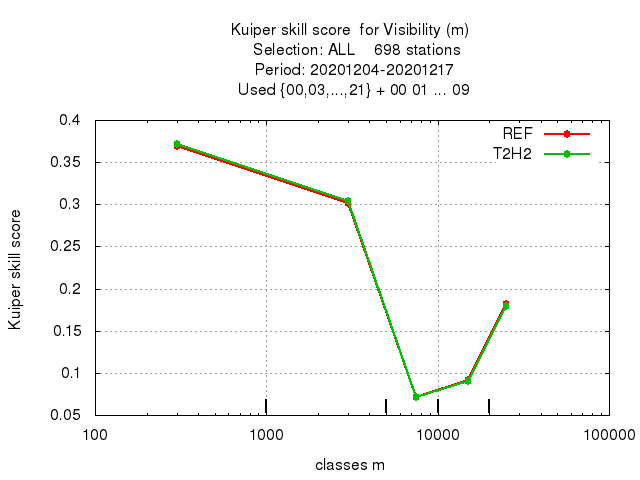 Kuiper skill score  for Visibility (m)
Selection: ALL    698 stations
Period: 20201204-20201217
Used {00,03,...,21} + 00 01 ... 09
REF
T2H2
0.4
0.35
0.3
0.25
0.2
0.15
0.1
0.05
Kuiper skill score
100
1000
10000
100000
classes m